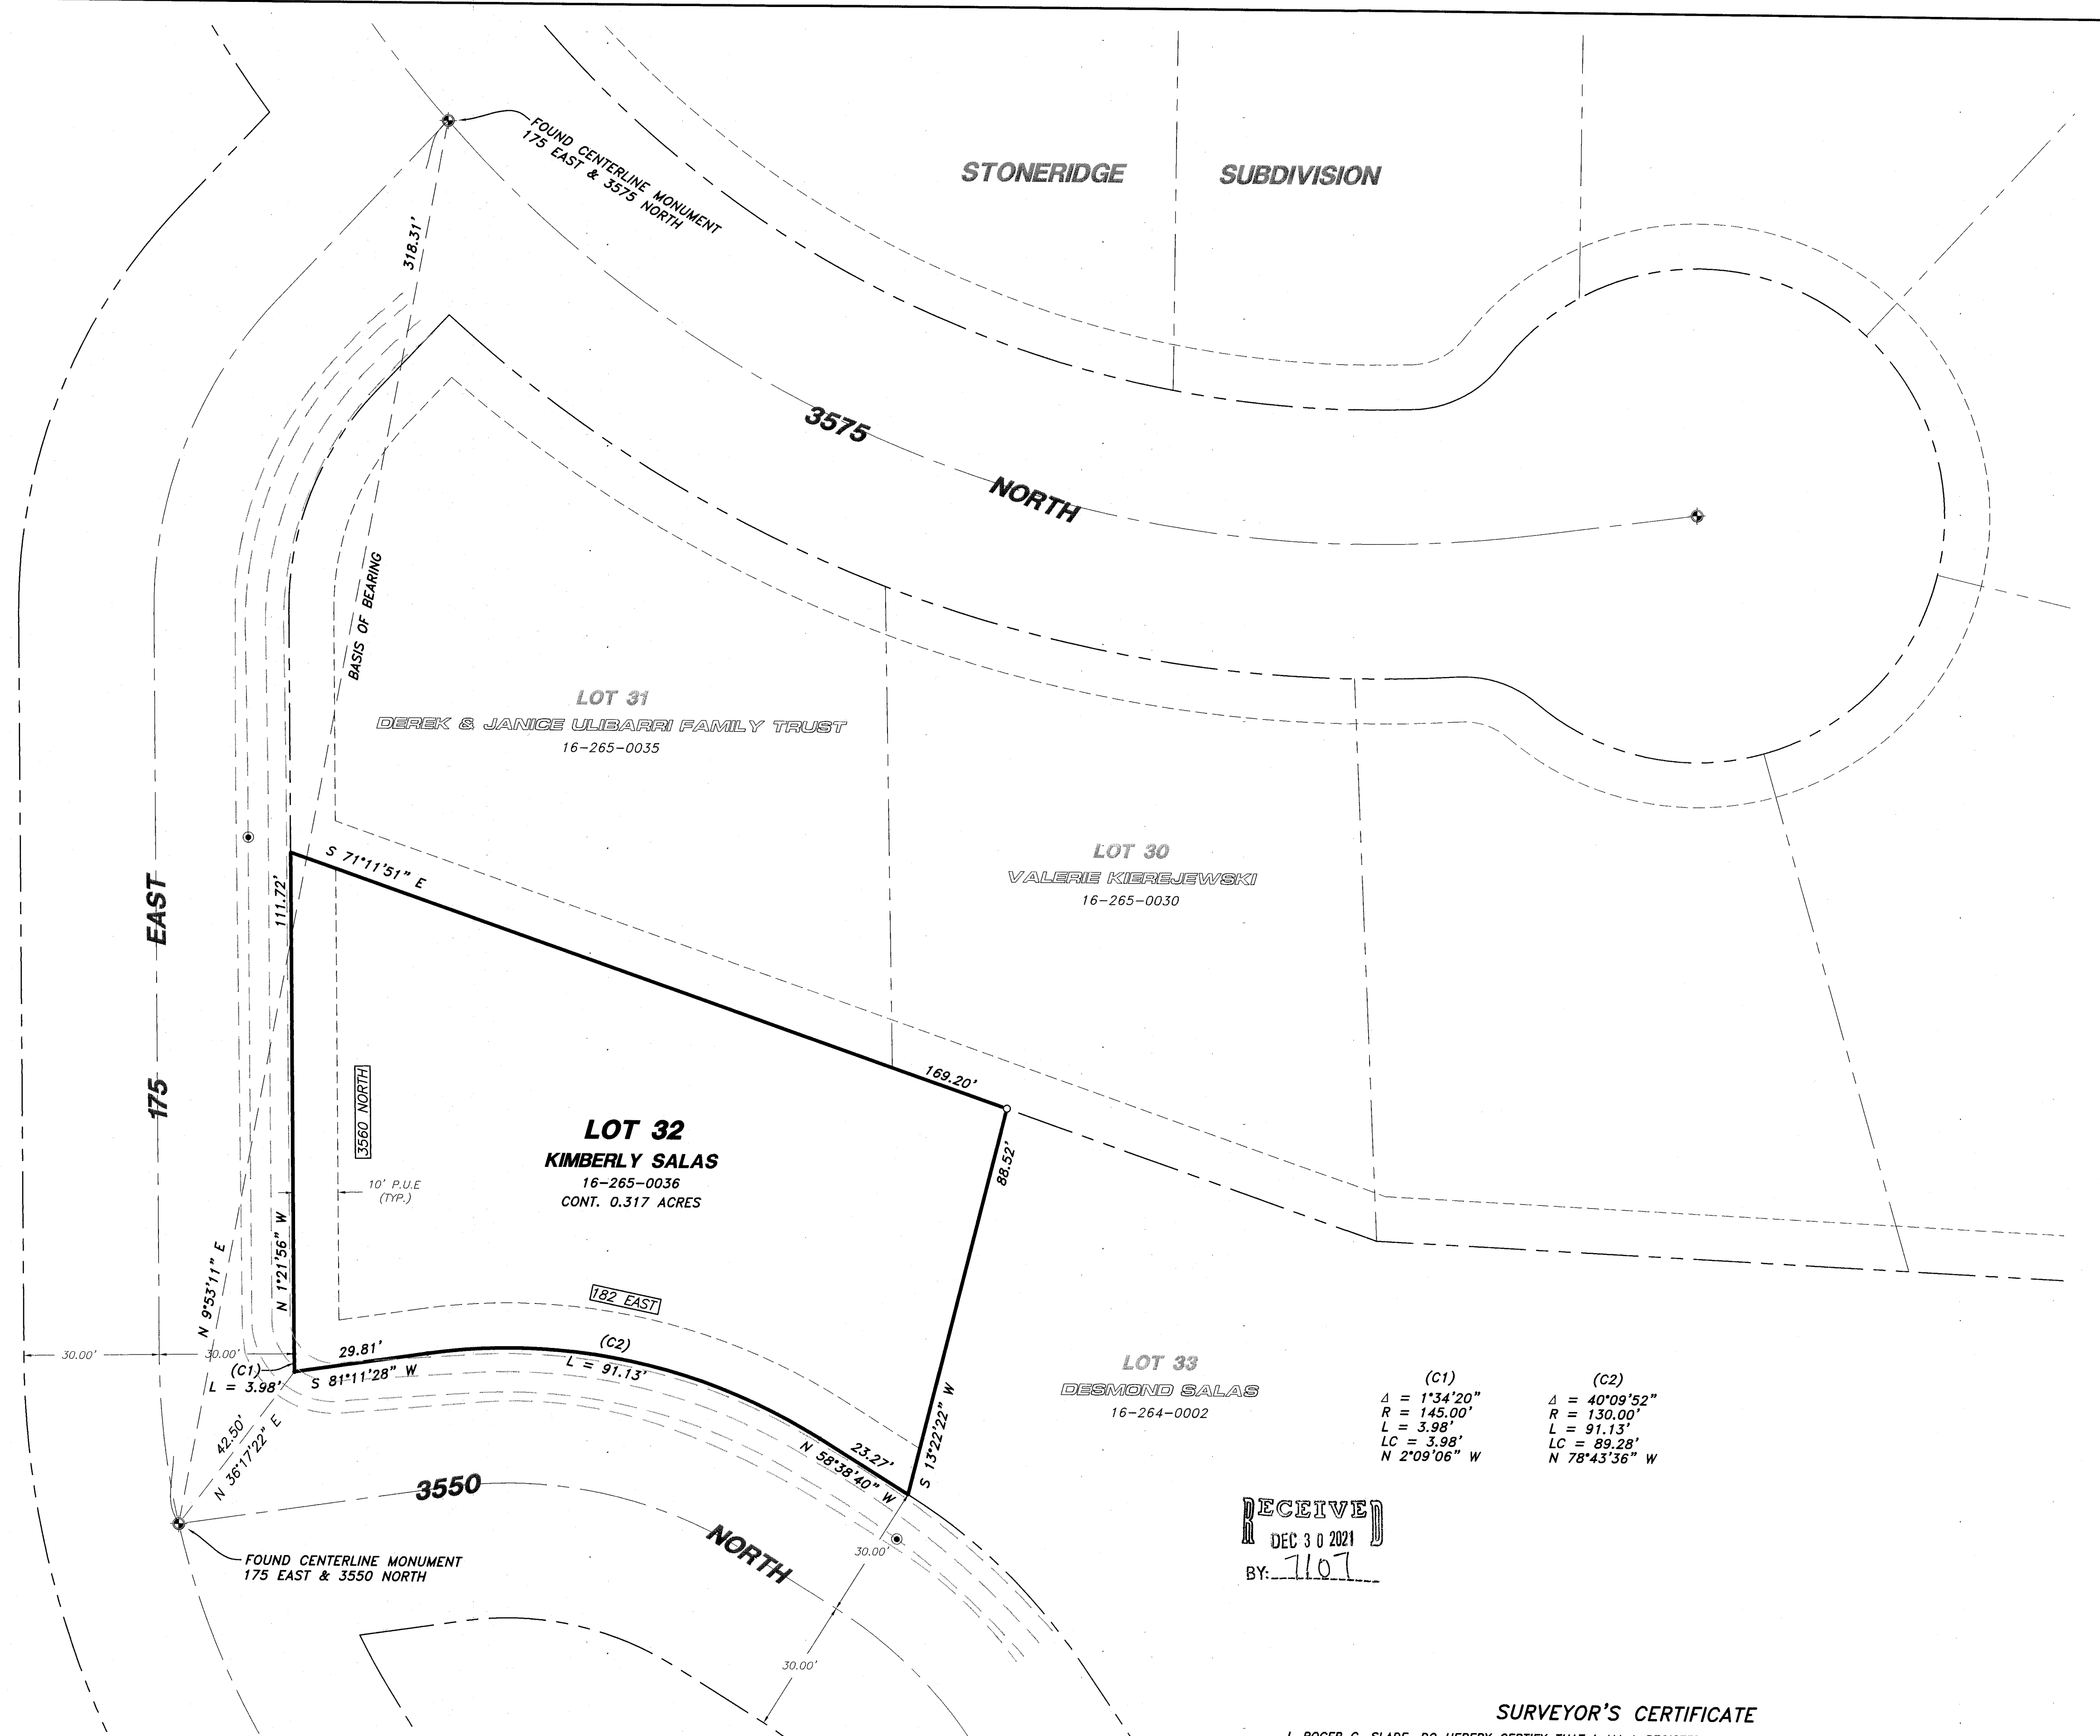 FOUND CENTERLINE MONUMENT
175 EAST & 3575 NORTH
STONERIDGE SUBDIVISION
318.31'
3575 NORTH
BASIS OF BEARING
LOT 31
DEREK & JANICE ULIBARRI FAMILY TRUST
16-265-0035
LOT 30
VALERIE KIEREJEWSKI
16-265-0030
S 71°11'51" E
169.20'
111.72'
N 1°21'56" W
175 EAST
3560 NORTH
LOT 32
KIMBERLY SALAS
16-265-0036
CONT. 0.317 ACRES
10' P.U.E
(TYP.)
88.52'
S 13°22'22" W
182 EAST
N 9°53'11" E
30.00'
30.00'
(C1)
L = 3.98'
29.81'
S 81°11'28" W
(C2)
L = 91.13'
23.27'
N 58°38'40" W
42.50'
N 36°17'22" E
LOT 33
DESMOND SALAS
16-264-0002
(C1)
Δ = 1°34'20"
R = 145.00'
L = 3.98'
LC = 3.98'
N 2°09'06" W
(C2)
Δ = 40°09'52"
R = 130.00'
L = 91.13'
LC = 89.28'
N 78°43'36" W
3550 NORTH
FOUND CENTERLINE MONUMENT
175 EAST & 3550 NORTH
30.00'
30.00'
RECEIVED
DEC 30 2021
BY: 7107
SURVEYOR'S CERTIFICATE